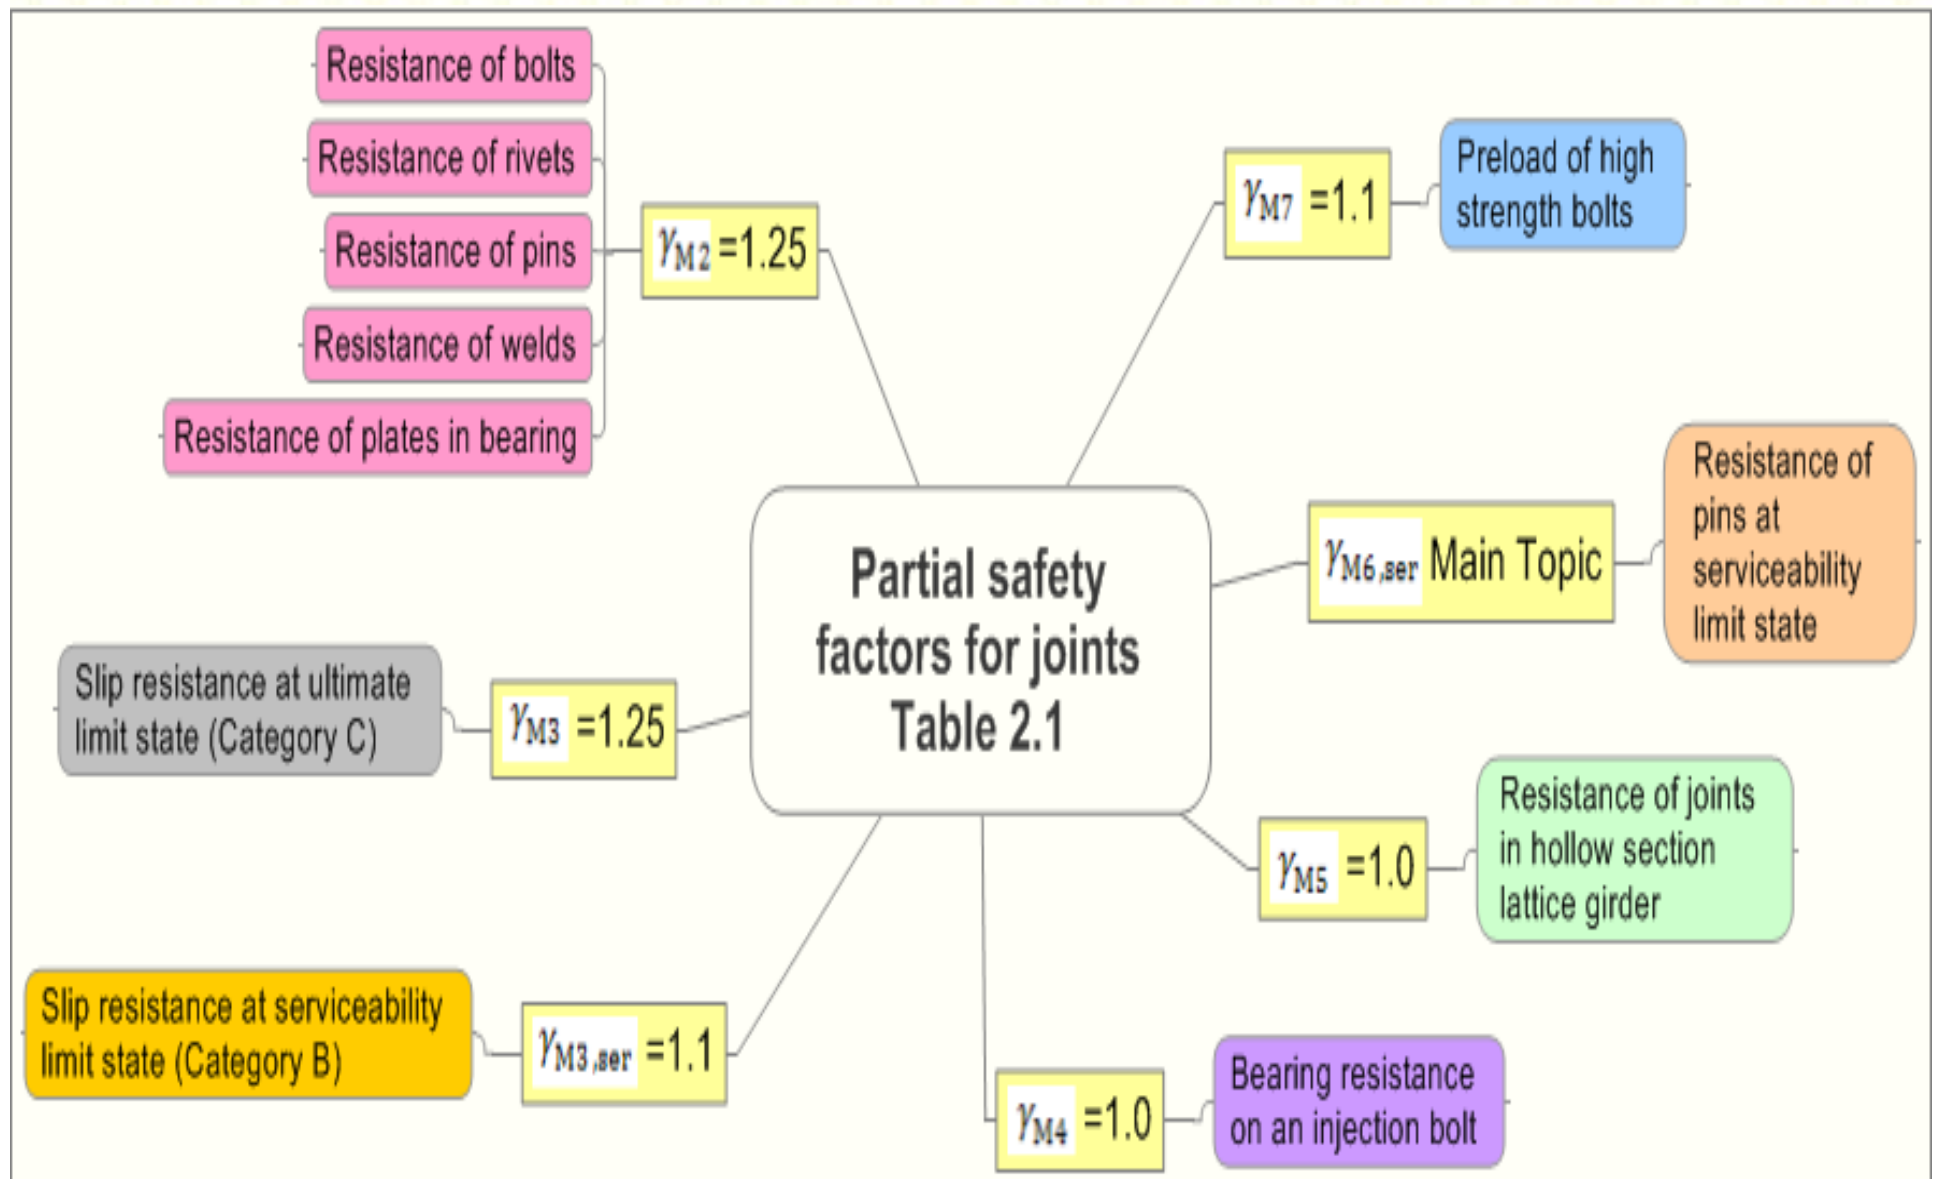 Resistance of bolts
Resistance of rivets
Resistance of pins
Resistance of welds
Resistance of plates in bearing
γM2 =1.25
γM7 =1.1
Preload of high
strength bolts
Partial safety
factors for joints
Table 2.1
γM6,ser Main Topic
Resistance of
pins at
serviceability
limit state
Slip resistance at ultimate
limit state (Category C)
γM3 =1.25
γM5 =1.0
Resistance of joints
in hollow section
lattice girder
Slip resistance at serviceability
limit state (Category B)
γM3,ser =1.1
γM4 =1.0
Bearing resistance
on an injection bolt